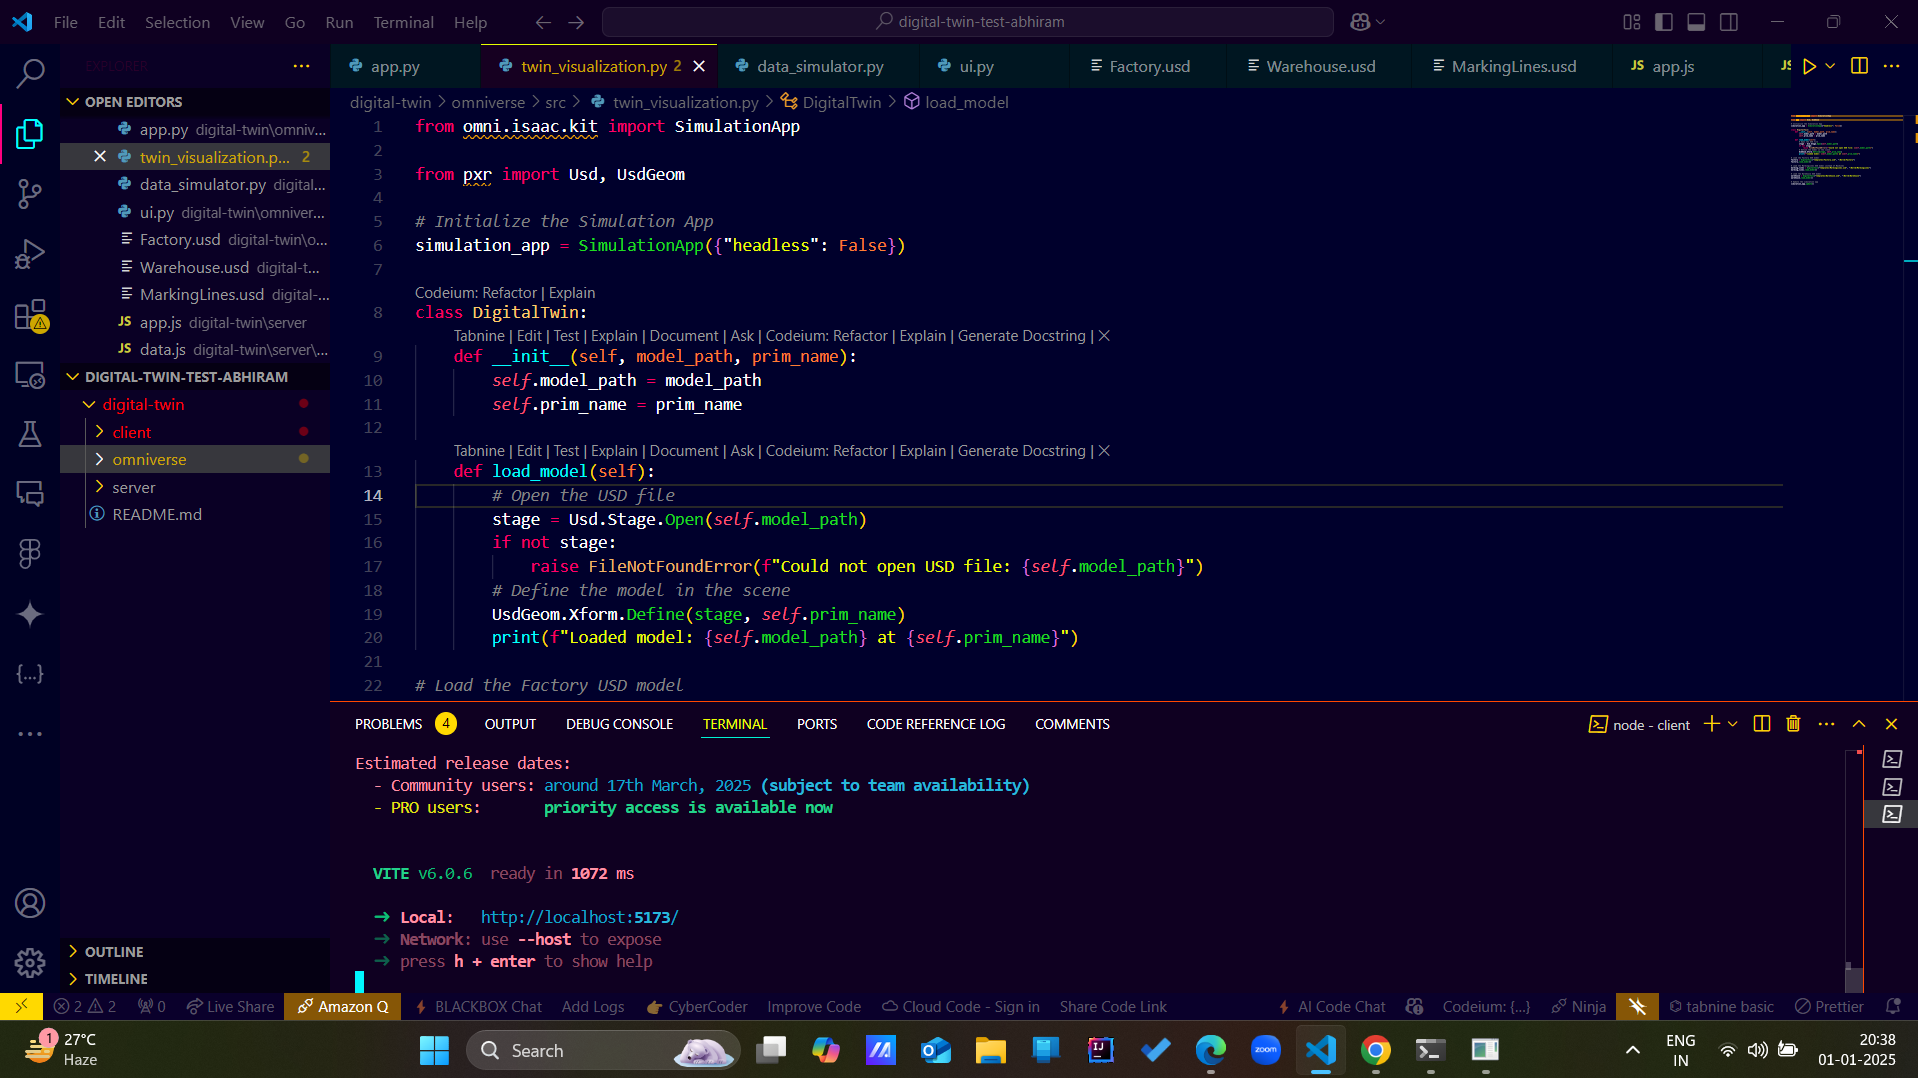 File Edit Selection View Go Run Terminal Help
digital-twin-test-abhiram
EXPLORER
OPEN EDITORS
app.py digital-twin\omniv...
twin_visualization.p... 2
data_simulator.py digital...
ui.py digital-twin\omniver...
Factory.usd digital-twin\o...
Warehouse.usd digital-t...
MarkingLines.usd digital-...
JS app.js digital-twin\server
JS data.js digital-twin\server\...
DIGITAL-TWIN-TEST-ABHIRAM
digital-twin
client
omniverse
server
README.md
OUTLINE
TIMELINE
app.py twin_visualization.py 2 data_simulator.py ui.py Factory.usd Warehouse.usd MarkingLines.usd JS app.js JS
digital-twin > omniverse > src > twin_visualization.py > DigitalTwin > load_model
1 from omni.isaac.kit import SimulationApp
2
3 from pxr import Usd, UsdGeom
4
5 # Initialize the Simulation App
6 simulation_app = SimulationApp({"headless": False})
7
Codeium: Refactor | Explain
8 class DigitalTwin:
Tabnine | Edit | Test | Explain | Document | Ask | Codeium: Refactor | Explain | Generate Docstring | X
9 def __init__(self, model_path, prim_name):
10 self.model_path = model_path
11 self.prim_name = prim_name
12
Tabnine | Edit | Test | Explain | Document | Ask | Codeium: Refactor | Explain | Generate Docstring | X
13 def load_model(self):
14 # Open the USD file
15 stage = Usd.Stage.Open(self.model_path)
16 if not stage:
17 raise FileNotFoundError(f"Could not open USD file: {self.model_path}")
18 # Define the model in the scene
19 UsdGeom.Xform.Define(stage, self.prim_name)
20 print(f"Loaded model: {self.model_path} at {self.prim_name}")
21
22 # Load the Factory USD model
PROBLEMS 4 OUTPUT DEBUG CONSOLE TERMINAL PORTS CODE REFERENCE LOG COMMENTS
node - client
Estimated release dates:
- Community users: around 17th March, 2025 (subject to team availability)
- PRO users: priority access is available now
VITE v6.0.6 ready in 1072 ms
➜ Local: http://localhost:5173/
➜ Network: use --host to expose
➜ press h + enter to show help
2 2 0 Live Share Amazon Q BLACKBOX Chat Add Logs CyberCoder Improve Code Cloud Code - Sign in Share Code Link AI Code Chat Codeium: {...} Ninja tabnine basic Prettier
1
27°C
Haze
Search
IJ
zoom
ENG
IN
20:38
01-01-2025